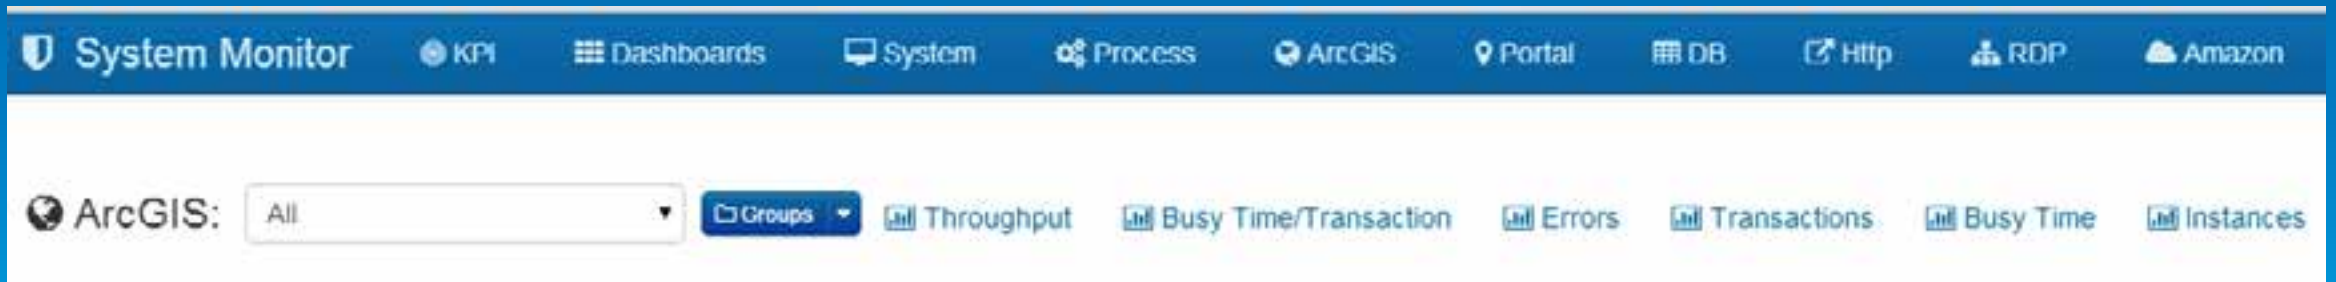 System Monitor KPI Dashboards System Process ArcGIS Portal DB Http RDP Amazon
ArcGIS: All Groups Throughput Busy Time/Transaction Errors Transactions Busy Time Instances